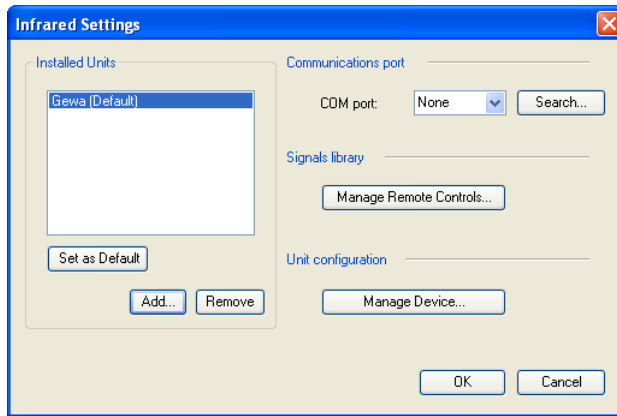 Infrared Settings
Installed Units
Gewa (Default)
Set as Default
Add...
Remove
Communications port
COM port:
None
Search...
Signals library
Manage Remote Controls...
Unit configuration
Manage Device...
OK
Cancel